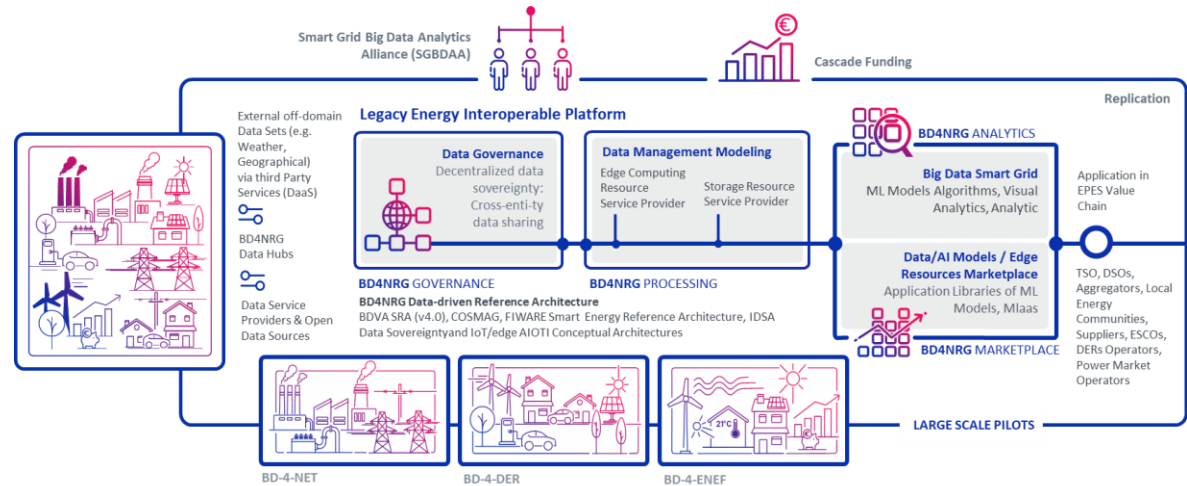 Smart Grid Big Data Analytics
Alliance (SGBDAA)
Cascade Funding
Replication
External off-domain
Data Sets (e.g.
Weather,
Geographical)
via third Party
Services (DaaS)
BD4NRG
Data Hubs
Data Service
Providers & Open
Data Sources
Legacy Energy Interoperable Platform
Data Governance
Decentralized data
sovereignty:
Cross-enti-ty
data sharing
BD4NRG GOVERNANCE
Data Management Modeling
Edge Computing
Resource
Service Provider
Storage Resource
Service Provider
BD4NRG PROCESSING
BD4NRG Data-driven Reference Architecture
BDVA SRA (v4.0), COSMAG, FIWARE Smart Energy Reference Architecture, IDSA
Data Sovereigntyand IoT/edge AIOTI Conceptual Architectures
BD4NRG ANALYTICS
Big Data Smart Grid
ML Models Algorithms, Visual
Analytics, Analytic
Data/AI Models / Edge
Resources Marketplace
Application Libraries of ML
Models, Mlaas
BD4NRG MARKETPLACE
Application in
EPES Value
Chain
TSO, DSOs,
Aggregators, Local
Energy
Communities,
Suppliers, ESCOs,
DERs Operators,
Power Market
Operators
LARGE SCALE PILOTS
21°C
BD-4-NET
BD-4-DER
BD-4-ENEF